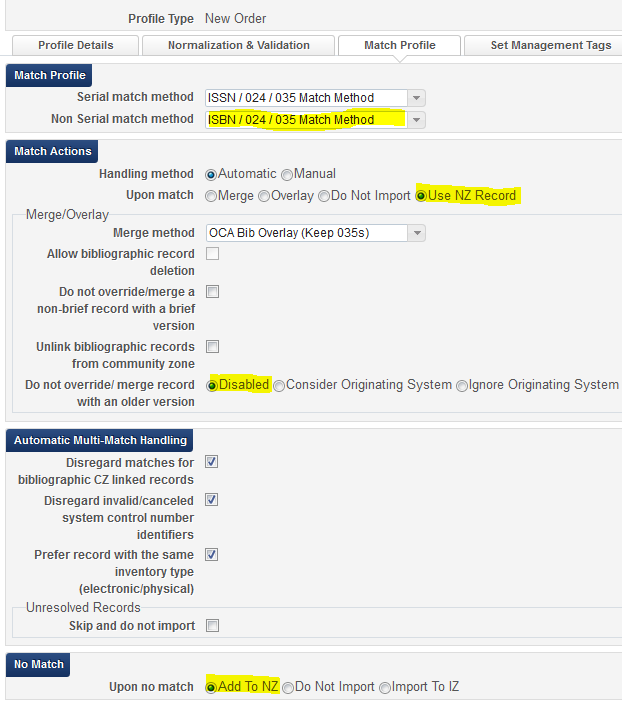 Profile Type New Order
Profile Details Normalization & Validation Match Profile Set Management Tags
Match Profile
Serial match method ISSN / 024 / 035 Match Method
Non Serial match method ISBN / 024 / 035 Match Method
Match Actions
Handling method Automatic Manual
Upon match Merge Overlay Do Not Import Use NZ Record
Merge/Overlay
Merge method OCA Bib Overlay (Keep 035s)
Allow bibliographic record
deletion
Do not override/merge a
non-brief record with a brief
version
Unlink bibliographic records
from community zone
Do not override/ merge record Disabled Consider Originating System Ignore Originating System
with an older version
Automatic Multi-Match Handling
Disregard matches for
bibliographic CZ linked records
Disregard invalid/canceled
system control number
identifiers
Prefer record with the same
inventory type
(electronic/physical)
Unresolved Records
Skip and do not import
No Match
Upon no match Add To NZ Do Not Import Import To IZ